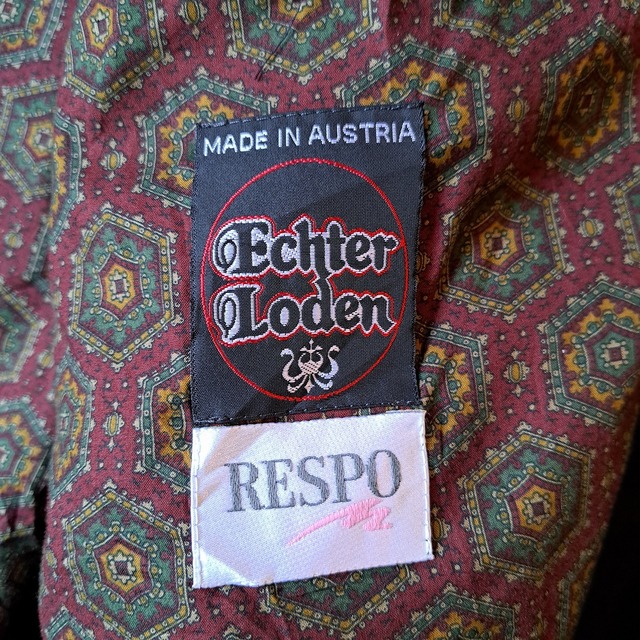 MADE IN AUSTRIA
Echter
Loden
RESPO